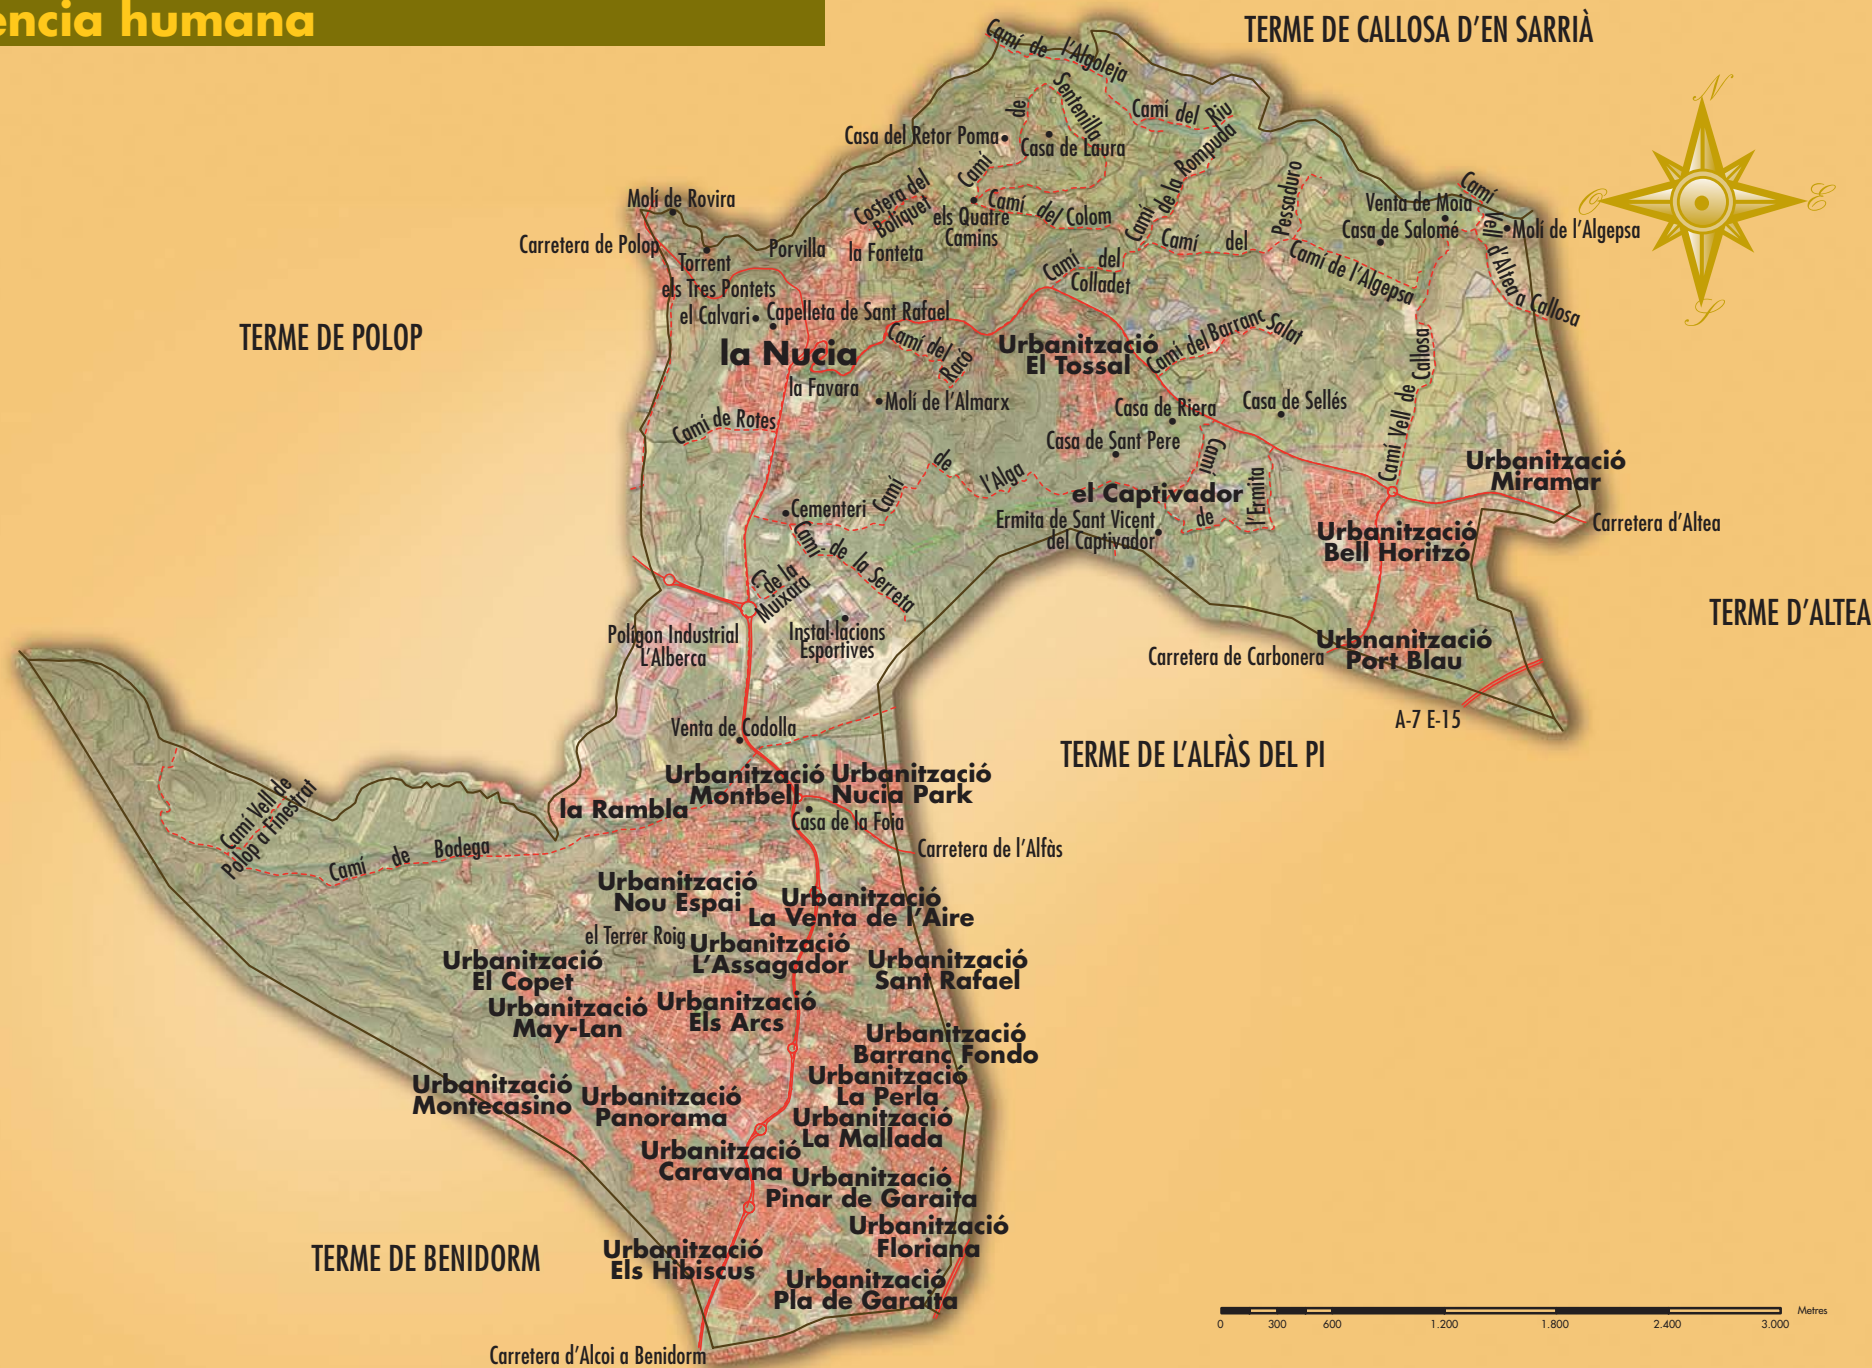 encia humana
TERME DE CALLOSA D'EN SARRIÀ
N
O
E
S
Camí de l'Algoleja
Camí de Sentenilla
Camí del Riu
Casa del Retor Poma
Casa de Laura
Camí de la Rompuda
Pessaduro
Molí de Rovira
Costera del
Boliquet
els Quatre
Camins
Camí del Colom
Venta de Moia
Casa de Salomé
Camí Vell d'Altea a Callosa
Molí de l'Algepsa
Carretera de Polop
Torrent
Porvilla
la Fonteta
Camí del
Camí del
Colladet
Camí de l'Algepsa
els Tres Pontets
el Calvari
Capelleta de Sant Rafael
TERME DE POLOP
la Nucia
Camí del
Racó
Urbanització
El Tossal
Camí del Barranc Salat
Camí Vell de Callosa
la Favara
Molí de l'Almarx
Casa de Riera
Casa de Sellés
Camí de Rotes
Casa de Sant Pere
Camí de l'Alga
Camí de l'Ermita
Urbanització
Miramar
el Captivador
Cementeri
Ermita de Sant Vicent
del Captivador
Carretera d'Altea
Urbanització
Bell Horitzó
Camí de la Serreta
C. de la
Muixara
TERME D'ALTEA
Polígon Industrial
L'Alberca
Instal·lacions
Esportives
Urbnanització
Port Blau
Carretera de Carbonera
A-7 E-15
Venta de Codolla
TERME DE L'ALFÀS DEL PI
Urbanització
Montbell
Urbanització
Nucia Park
la Rambla
Casa de la Foia
Camí Vell de
Polop a Finestrat
Camí de Bodega
Carretera de l'Alfàs
Urbanització
Nou Espai
Urbanització
La Venta de l'Aire
el Terrer Roig
Urbanització
L'Assagador
Urbanització
El Copet
Urbanització
Sant Rafael
Urbanització
May-Lan
Urbanització
Els Arcs
Urbanització
Barranc Fondo
Urbanització
Montecasino
Urbanització
Panorama
Urbanització
La Perla
Urbanització
La Mallada
Urbanització
Caravana
Urbanització
Pinar de Garaita
Urbanització
Floriana
TERME DE BENIDORM
Urbanització
Els Hibiscus
Urbanització
Pla de Garaita
Carretera d'Alcoi a Benidorm
Metres
0 300 600 1.200 1.800 2.400 3.000